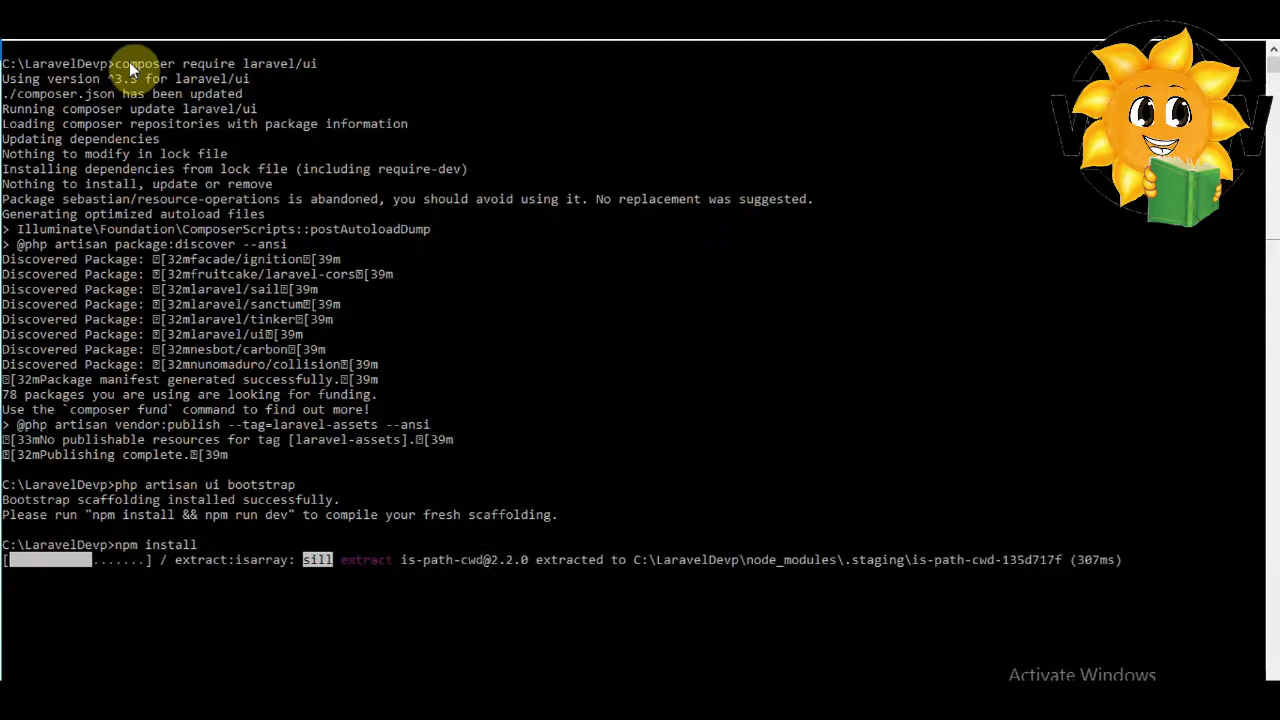 C:\LaravelDevp>composer require laravel/ui
Using version ^3.3 for laravel/ui
./composer.json has been updated
Running composer update laravel/ui
Loading composer repositories with package information
Updating dependencies
Nothing to modify in lock file
Installing dependencies from lock file (including require-dev)
Nothing to install, update or remove
Package sebastian/resource-operations is abandoned, you should avoid using it. No replacement was suggested.
Generating optimized autoload files
> Illuminate\Foundation\ComposerScripts::postAutoloadDump
> @php artisan package:discover --ansi
Discovered Package: [32mfacade/ignition[39m
Discovered Package: [32mfruitcake/laravel-cors[39m
Discovered Package: [32mlaravel/sail[39m
Discovered Package: [32mlaravel/sanctum[39m
Discovered Package: [32mlaravel/tinker[39m
Discovered Package: [32mlaravel/ui[39m
Discovered Package: [32mnesbot/carbon[39m
Discovered Package: [32mnunomaduro/collision[39m
[32mPackage manifest generated successfully.[39m
78 packages you are using are looking for funding.
Use the `composer fund` command to find out more!
> @php artisan vendor:publish --tag=laravel-assets --ansi
[33mNo publishable resources for tag [laravel-assets].[39m
[32mPublishing complete.[39m
C:\LaravelDevp>php artisan ui bootstrap
Bootstrap scaffolding installed successfully.
Please run "npm install && npm run dev" to compile your fresh scaffolding.
C:\LaravelDevp>npm install
[.......] / extract:isarray: sill extract is-path-cwd@2.2.0 extracted to C:\LaravelDevp\node_modules\.staging\is-path-cwd-135d717f (307ms)
Activate Windows